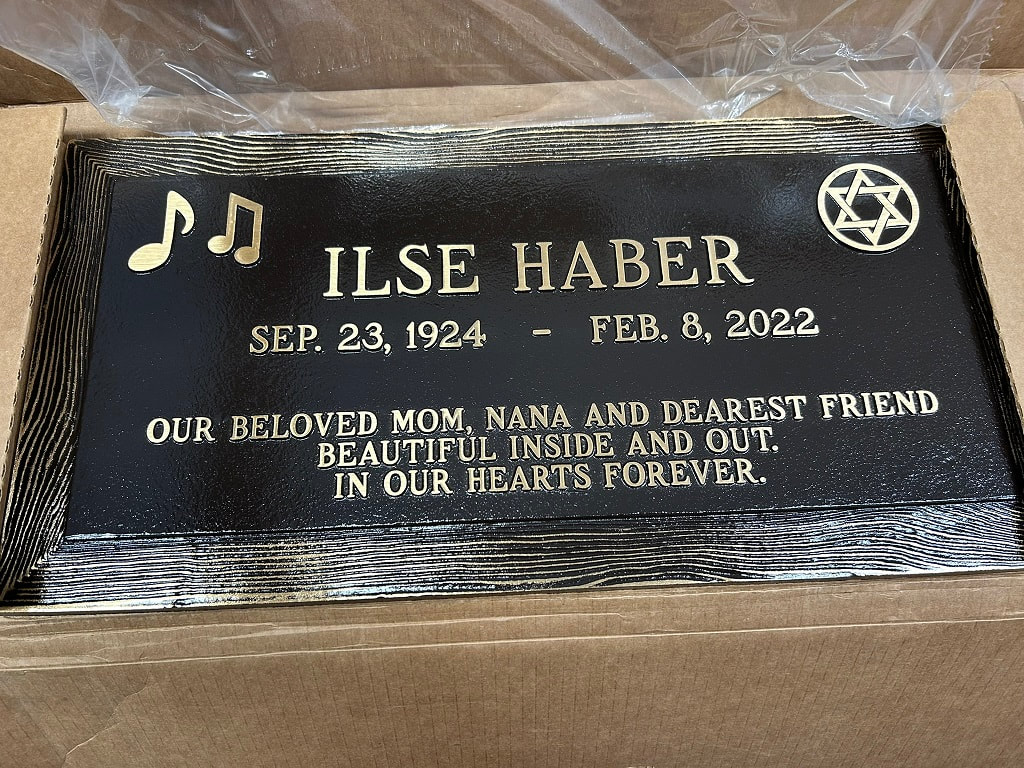 ILSE HABER
SEP. 23, 1924 - FEB. 8, 2022
OUR BELOVED MOM, NANA AND DEAREST FRIEND
BEAUTIFUL INSIDE AND OUT.
IN OUR HEARTS FOREVER.